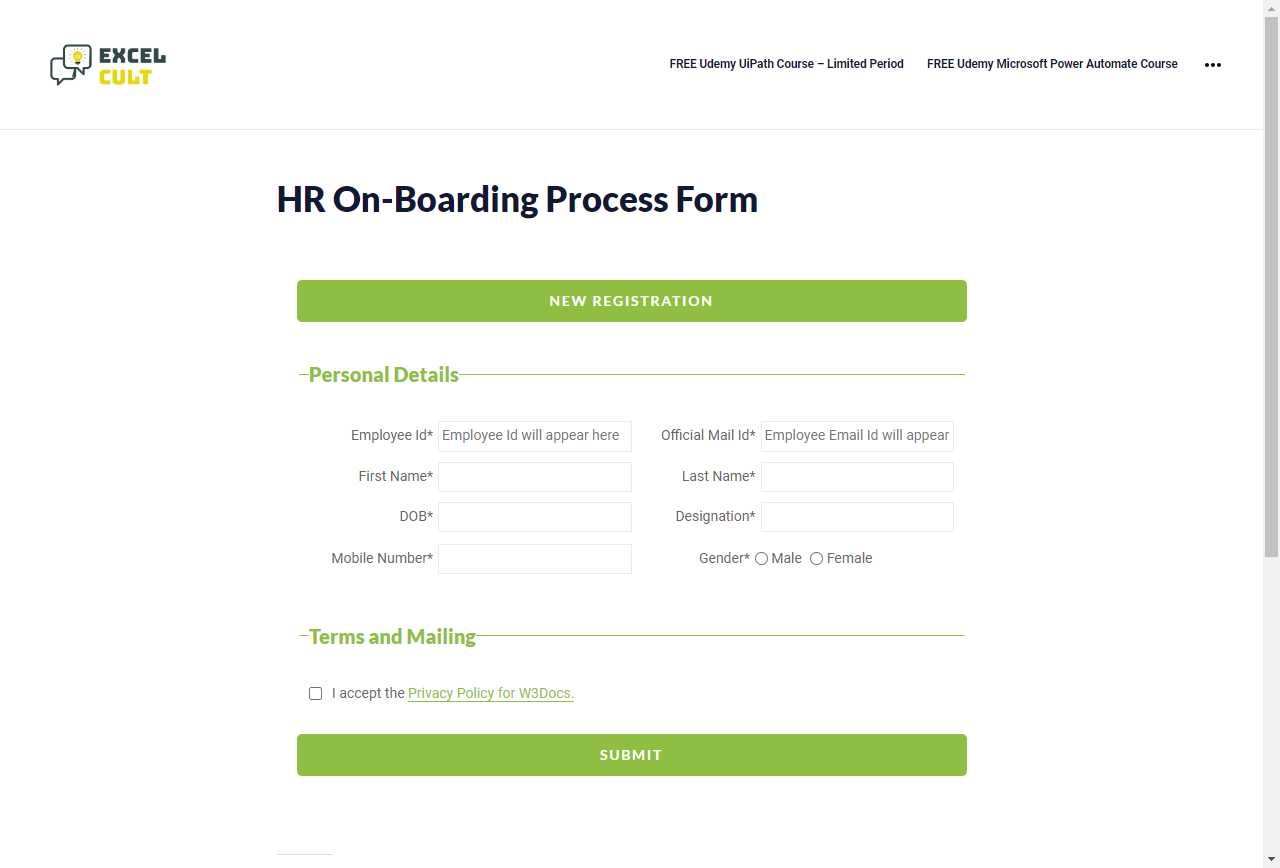 EXCEL
CULT
FREE Udemy UiPath Course – Limited Period FREE Udemy Microsoft Power Automate Course
HR On-Boarding Process Form
NEW REGISTRATION
Personal Details
Employee Id* Employee Id will appear here Official Mail Id* Employee Email Id will appear
First Name* Last Name*
DOB* Designation*
Mobile Number* Gender* Male Female
Terms and Mailing
I accept the Privacy Policy for W3Docs.
SUBMIT